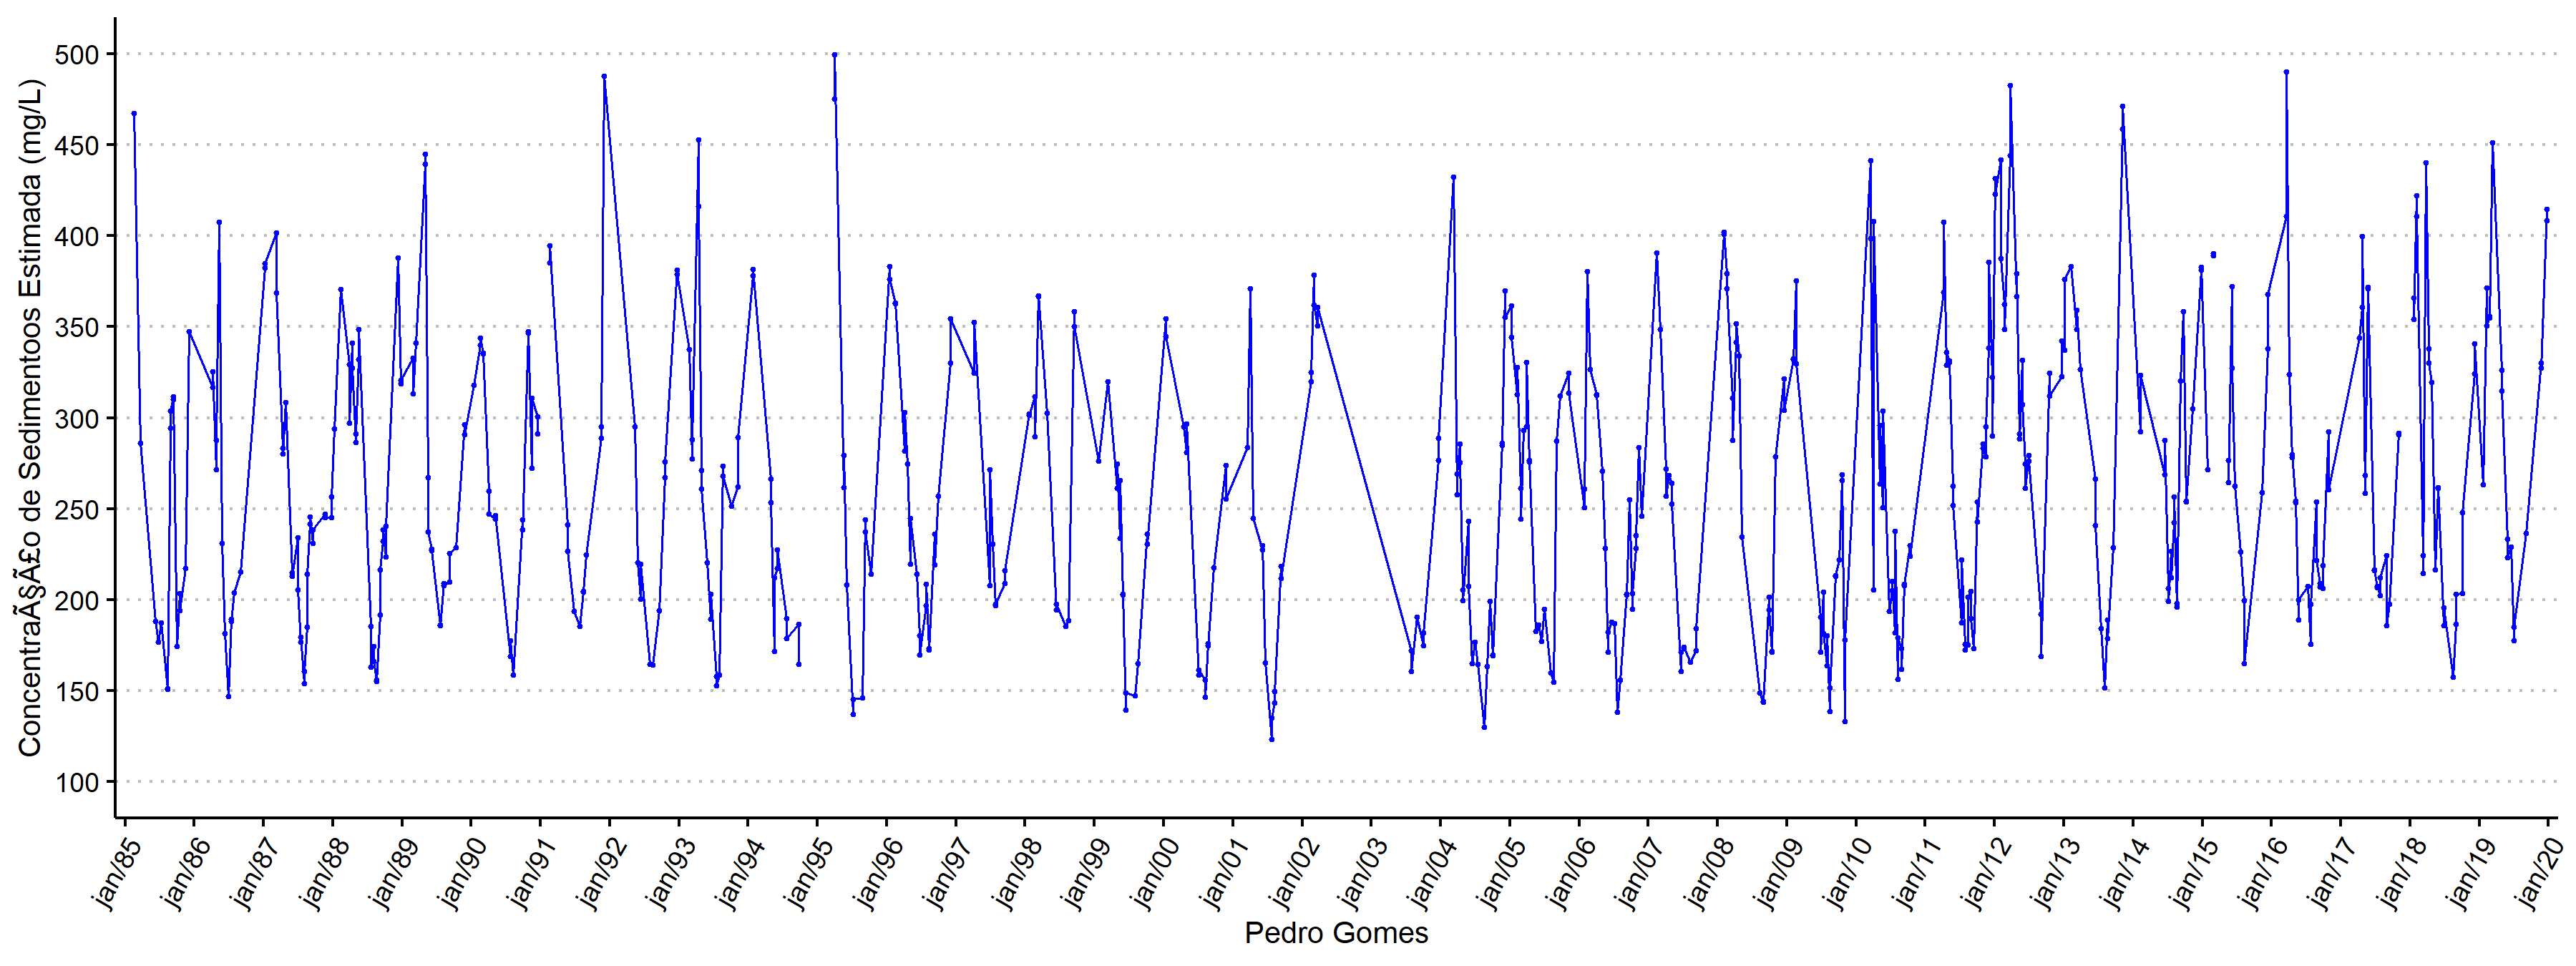 ConcentraÃ§Ã£o de Sedimentos Estimada (mg/L)
500
450
400
350
300
250
200
150
100
jan/85
jan/86
jan/87
jan/88
jan/89
jan/90
jan/91
jan/92
jan/93
jan/94
jan/95
jan/96
jan/97
jan/98
jan/99
jan/00
jan/01
jan/02
jan/03
jan/04
jan/05
jan/06
jan/07
jan/08
jan/09
jan/10
jan/11
jan/12
jan/13
jan/14
jan/15
jan/16
jan/17
jan/18
jan/19
jan/20
Pedro Gomes